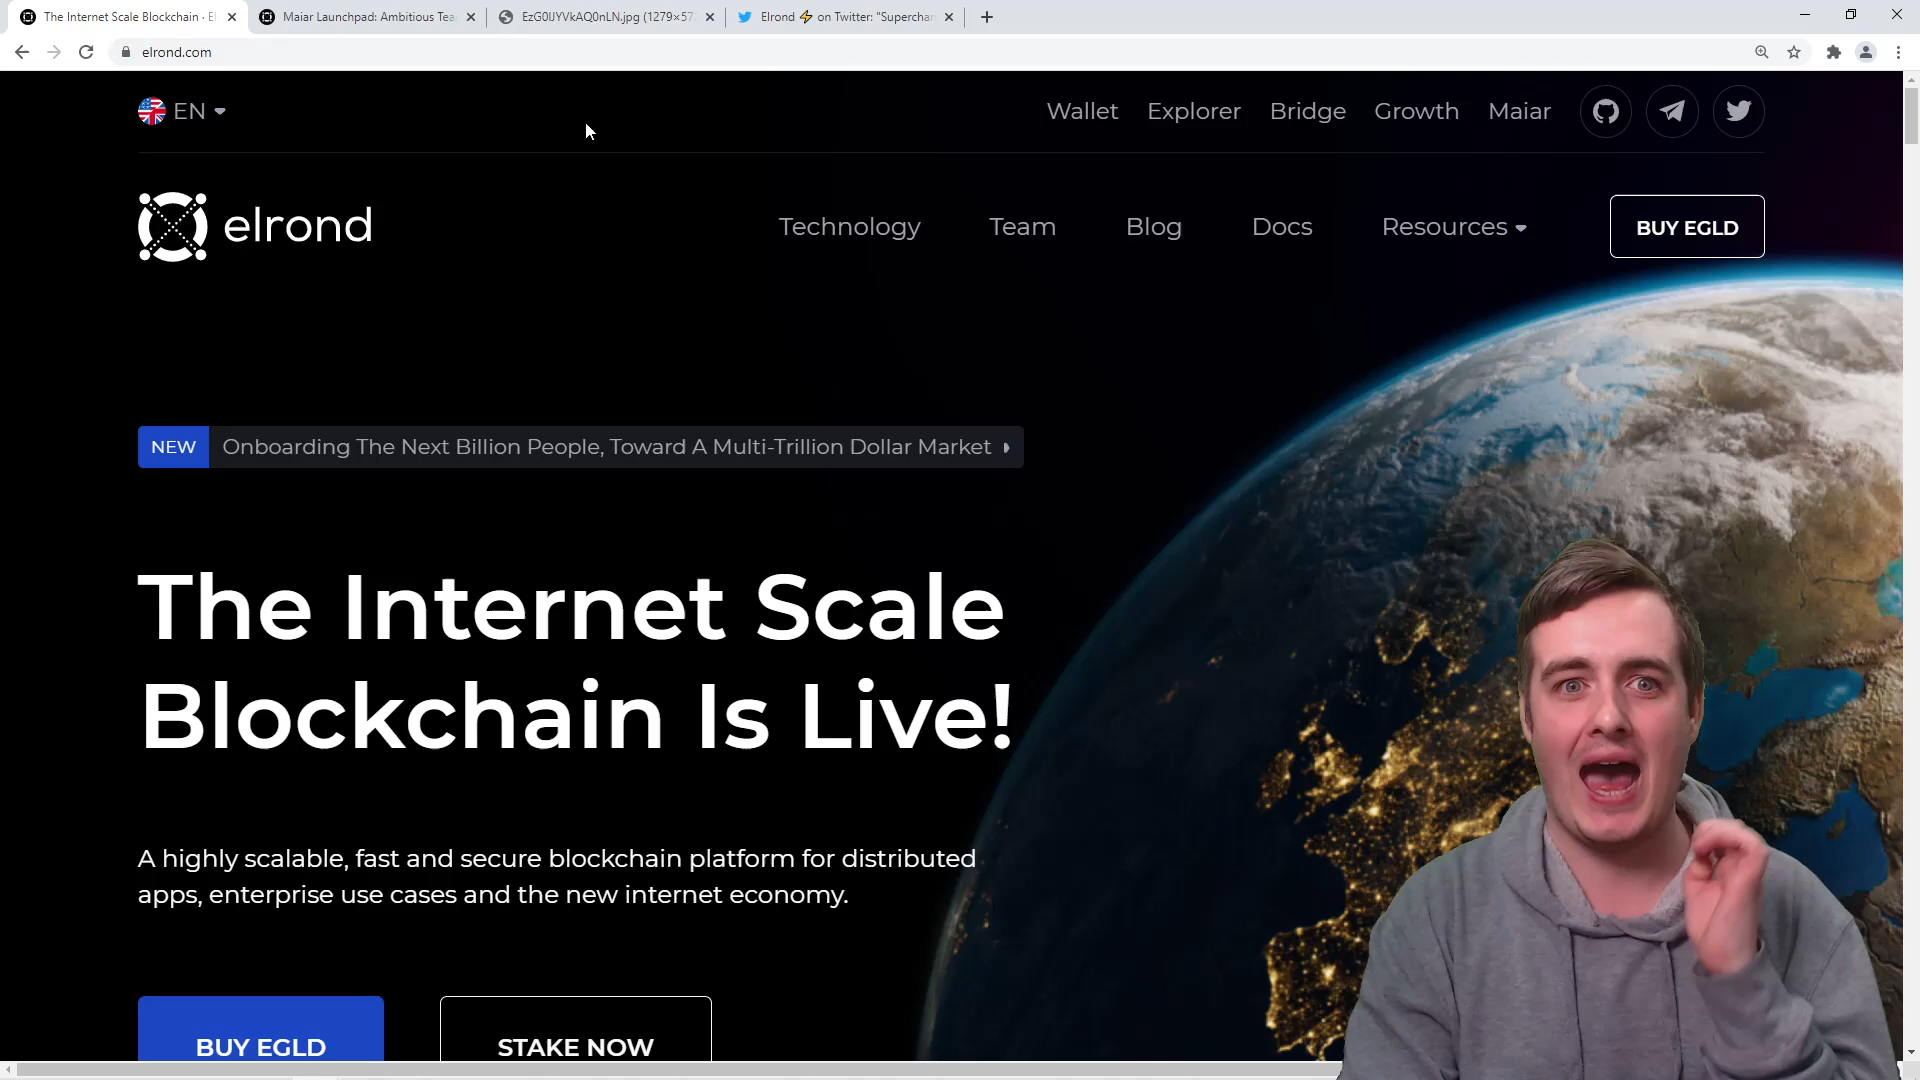 The Internet Scale Blockchain · El
Maiar Launchpad: Ambitious Tea
EzG0IJYVkAQ0nLN.jpg (1279×57
Elrond ⚡ on Twitter: "Superchar
elrond.com
EN
Wallet
Explorer
Bridge
Growth
Maiar
elrond
Technology
Team
Blog
Docs
Resources
BUY EGLD
NEW
Onboarding The Next Billion People, Toward A Multi-Trillion Dollar Market
The Internet Scale
Blockchain Is Live!
A highly scalable, fast and secure blockchain platform for distributed
apps, enterprise use cases and the new internet economy.
BUY EGLD
STAKE NOW